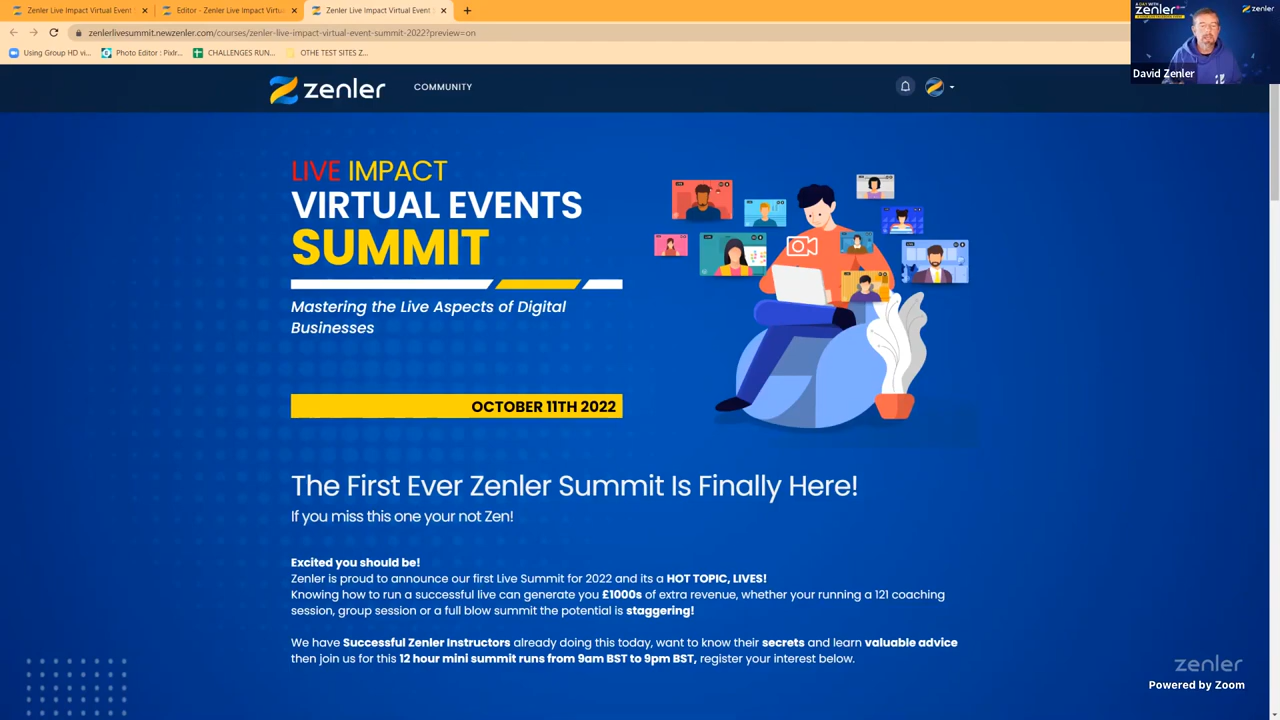 Zenler Live Impact Virtual Event
Editor - Zenler Live Impact Virtu
Zenler Live Impact Virtual Event
zenlerlivesummit.newzenler.com/courses/zenler-live-impact-virtual-event-summit-2022?preview=on
Using Group HD vi...
Photo Editor : Pixlr...
CHALLENGES RUN...
OTHE TEST SITES Z...
zenler
zenler
David Zenler
zenler
COMMUNITY
LIVE IMPACT
VIRTUAL EVENTS
SUMMIT
Mastering the Live Aspects of Digital
Businesses
OCTOBER 11TH 2022
The First Ever Zenler Summit Is Finally Here!
If you miss this one your not Zen!
Excited you should be!
Zenler is proud to announce our first Live Summit for 2022 and its a HOT TOPIC, LIVES!
Knowing how to run a successful live can generate you £1000s of extra revenue, whether your running a 121 coaching
session, group session or a full blow summit the potential is staggering!
We have Successful Zenler Instructors already doing this today, want to know their secrets and learn valuable advice
then join us for this 12 hour mini summit runs from 9am BST to 9pm BST, register your interest below.
zenler
Powered by Zoom